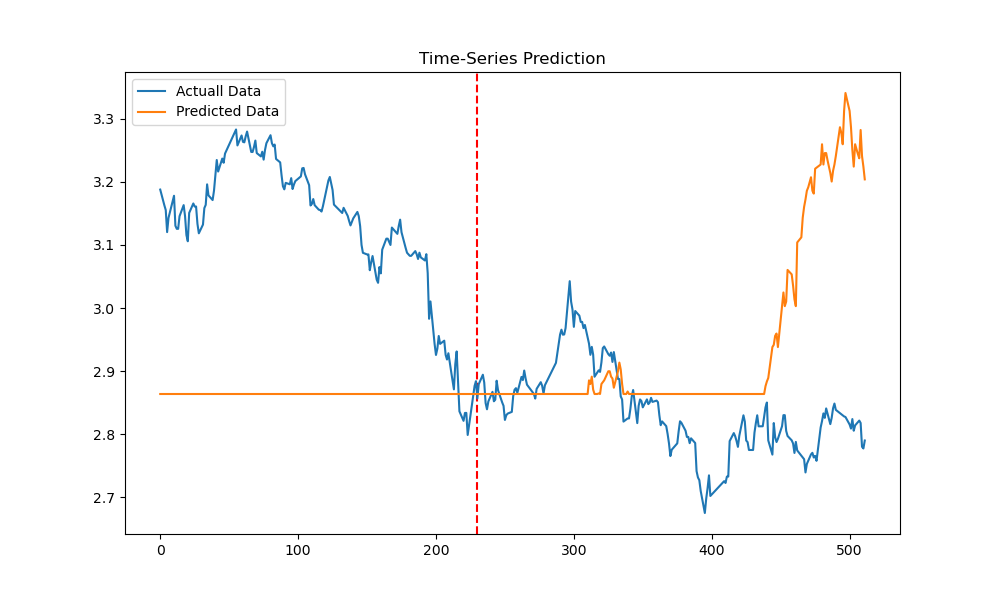 Time-Series Prediction
Actuall Data
Predicted Data
3.3
3.2
3.1
3.0
2.9
2.8
2.7
0 100 200 300 400 500